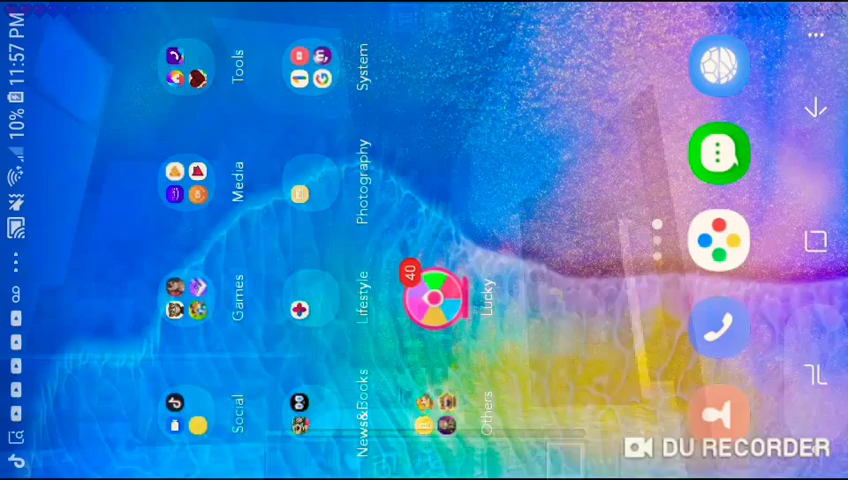 10% 11:57 PM
Social
Games
Media
Tools
News&Books
Lifestyle
Photography
System
Others
Lucky
40
DU RECORDER